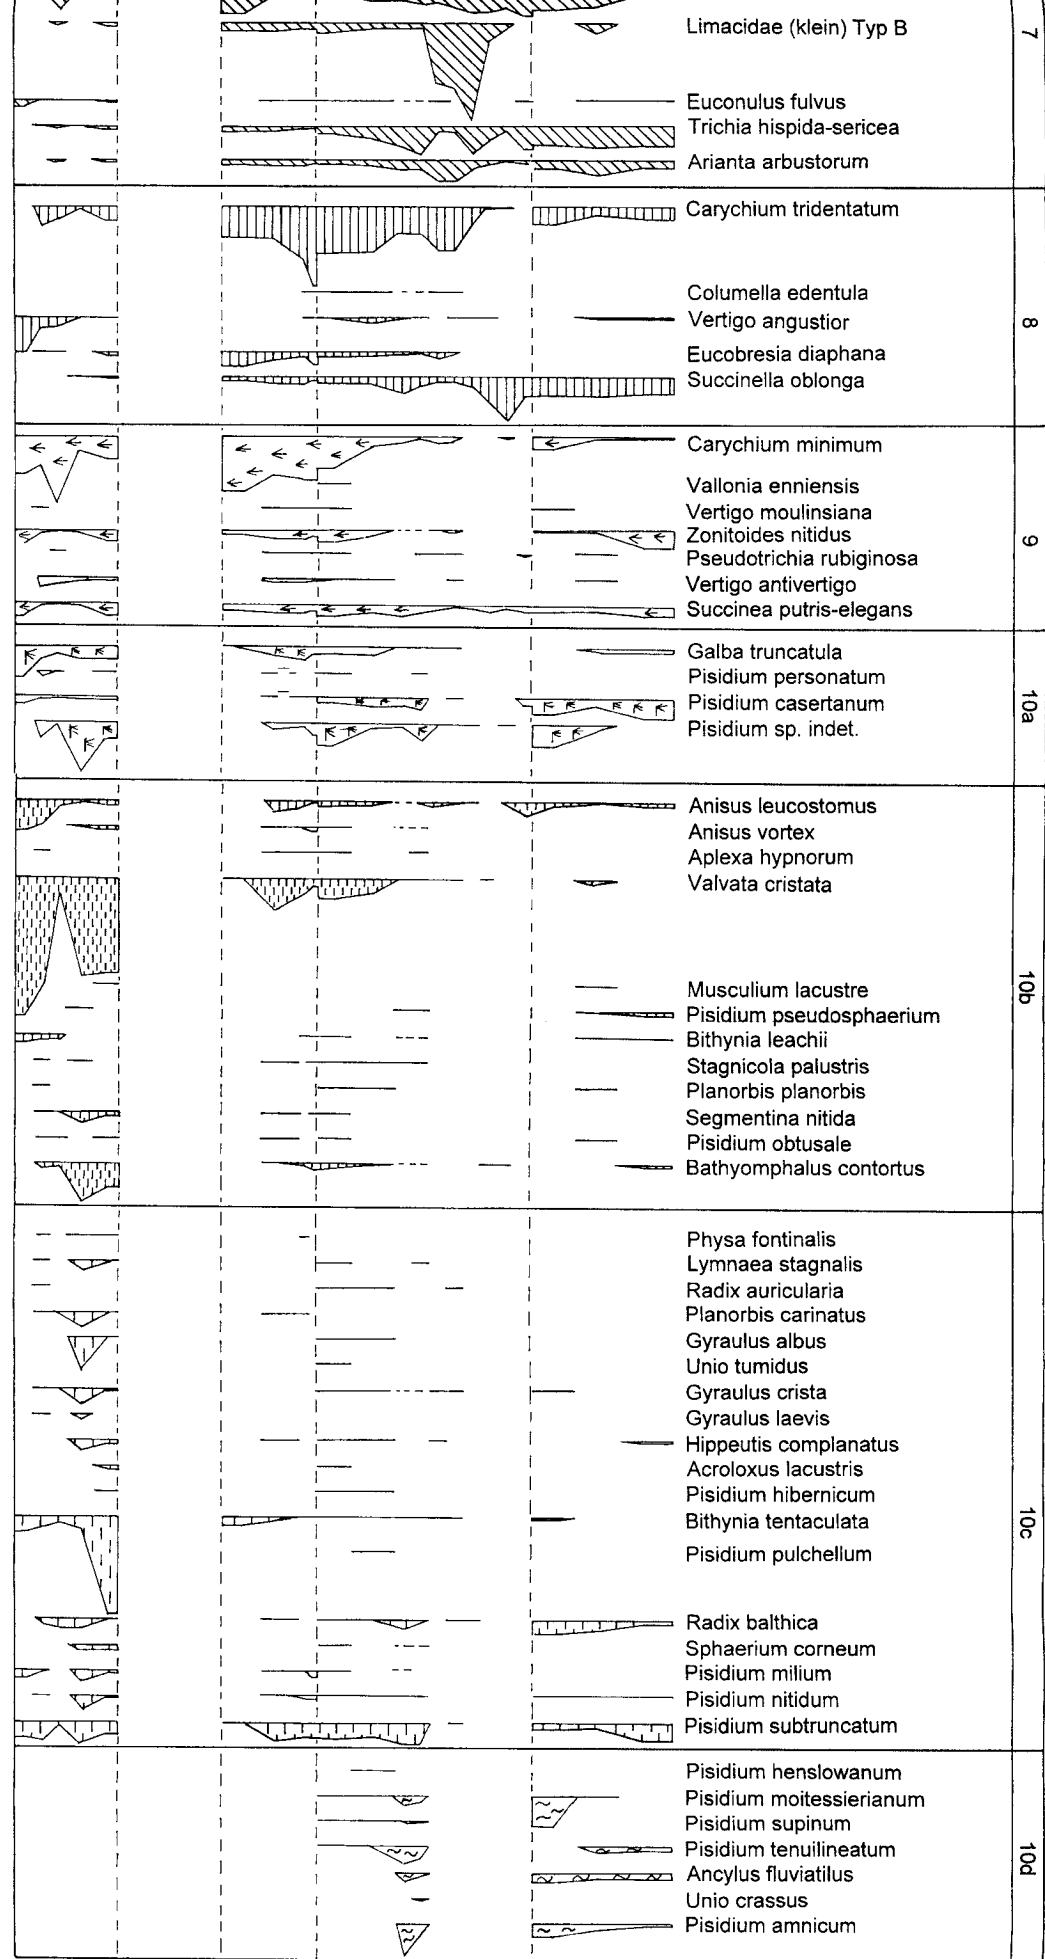 Limacidae (klein) Typ B
7
Euconulus fulvus
Trichia hispida-sericea
Arianta arbustorum
Carychium tridentatum
Columella edentula
Vertigo angustior
8
Eucobresia diaphana
Succinella oblonga
Carychium minimum
Vallonia enniensis
Vertigo moulinsiana
Zonitoides nitidus
9
Pseudotrichia rubiginosa
Vertigo antivertigo
Succinea putris-elegans
Galba truncatula
Pisidium personatum
Pisidium casertanum
10a
Pisidium sp. indet.
Anisus leucostomus
Anisus vortex
Aplexa hypnorum
Valvata cristata
Musculium lacustre
10b
Pisidium pseudosphaerium
Bithynia leachii
Stagnicola palustris
Planorbis planorbis
Segmentina nitida
Pisidium obtusale
Bathyomphalus contortus
Physa fontinalis
Lymnaea stagnalis
Radix auricularia
Planorbis carinatus
Gyraulus albus
Unio tumidus
Gyraulus crista
Gyraulus laevis
Hippeutis complanatus
Acroloxus lacustris
Pisidium hibernicum
Bithynia tentaculata
10c
Pisidium pulchellum
Radix balthica
Sphaerium corneum
Pisidium milium
Pisidium nitidum
Pisidium subtruncatum
Pisidium henslowanum
Pisidium moitessierianum
Pisidium supinum
Pisidium tenuilineatum
10d
Ancylus fluviatilus
Unio crassus
Pisidium amnicum